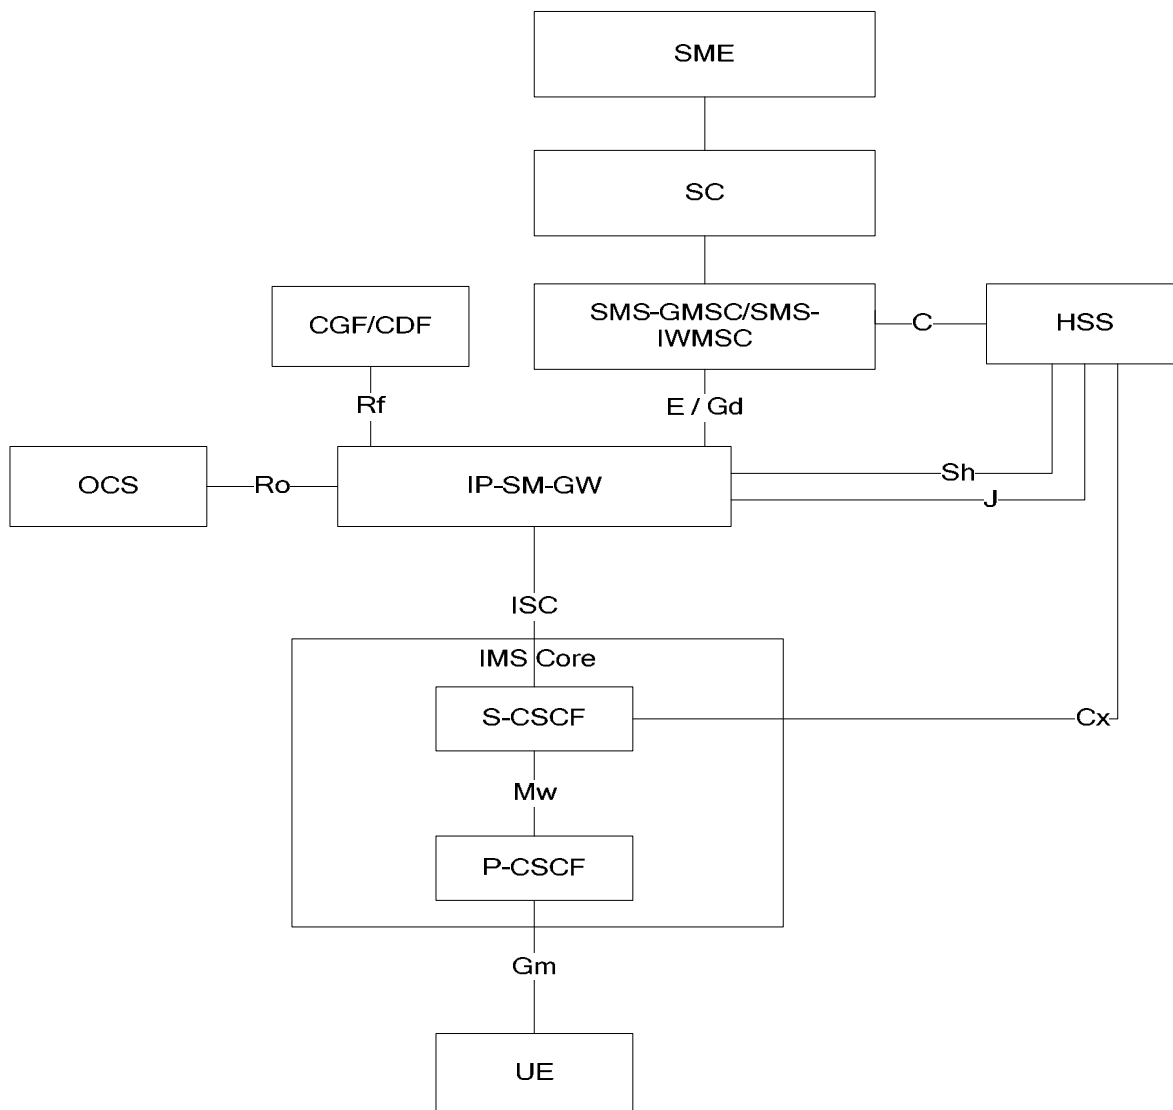 SME
SC
SMS-GMSC/SMS-
IWMSC
C
HSS
CGF/CDF
Rf
E / Gd
OCS
Ro
IP-SM-GW
Sh
J
ISC
IMS Core
S-CSCF
Cx
Mw
P-CSCF
Gm
UE